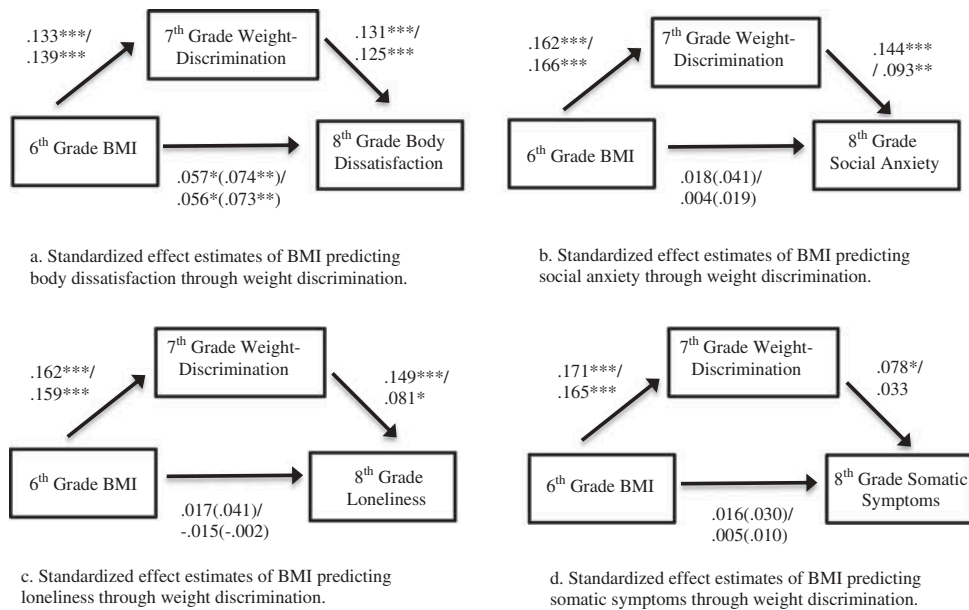 .133***/
.139***
7th Grade Weight-
Discrimination
.131***/
.125***
6th Grade BMI
8th Grade Body
Dissatisfaction
.057*(.074**)/
.056*(.073**)
a. Standardized effect estimates of BMI predicting
body dissatisfaction through weight discrimination.
.162***/
.166***
7th Grade Weight-
Discrimination
.144***
/ .093**
6th Grade BMI
8th Grade
Social Anxiety
.018(.041)/
.004(.019)
b. Standardized effect estimates of BMI predicting
social anxiety through weight discrimination.
.162***/
.159***
7th Grade Weight-
Discrimination
.149***/
.081*
6th Grade BMI
8th Grade
Loneliness
.017(.041)/
-.015(-.002)
c. Standardized effect estimates of BMI predicting
loneliness through weight discrimination.
.171***/
.165***
7th Grade Weight-
Discrimination
.078*/
.033
6th Grade BMI
8th Grade Somatic
Symptoms
.016(.030)/
.005(.010)
d. Standardized effect estimates of BMI predicting
somatic symptoms through weight discrimination.